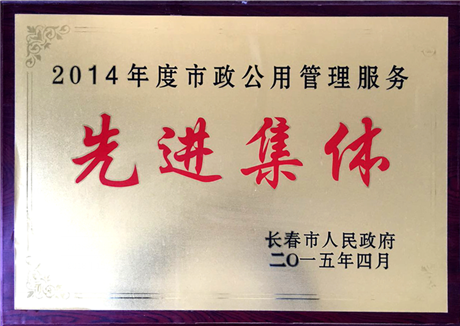 2014年度市政公用管理服务
先进集体
长春市人民政府
二〇一五年四月